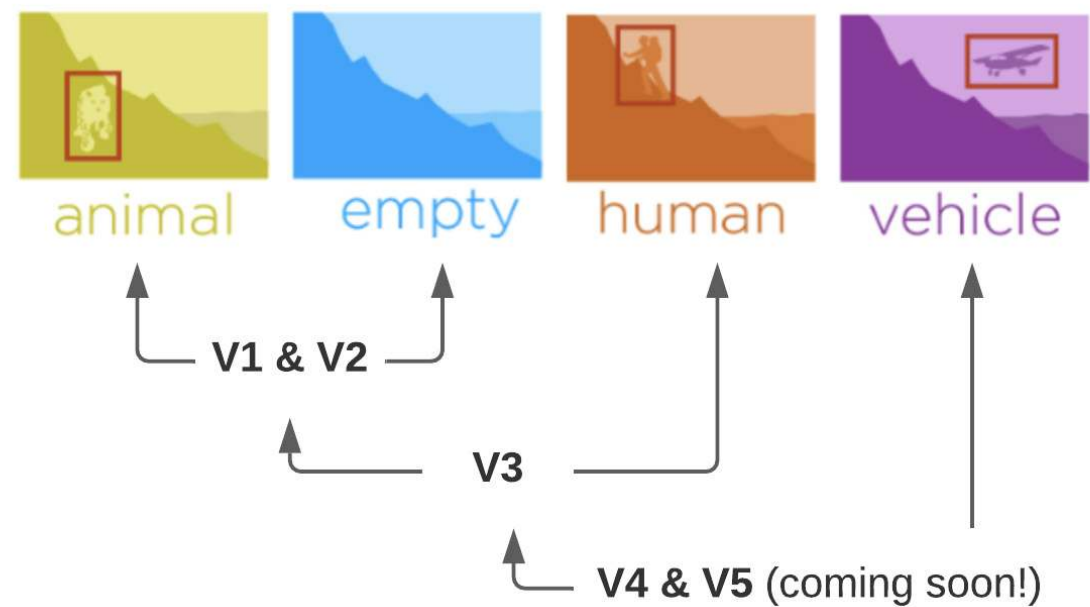 animal
empty
human
vehicle
V1 & V2
V3
V4 & V5 (coming soon!)